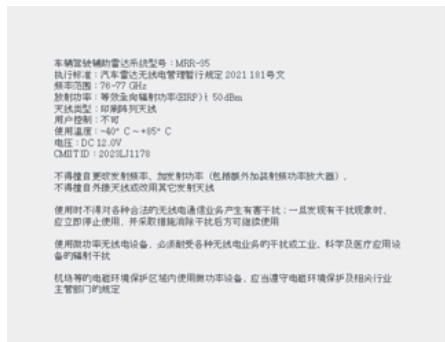 车辆驾驶辅助雷达系统型号：MRR-35
执行标准：汽车雷达无线电管理暂行规定 2021 181号文
频率范围：76-77 GHz
放射功率：等效全向辐射功率(EIRP) 50 dBm
天线类型：印刷阵列天线
用户控制：不可
使用温度：-40° C ~ +85° C
电压：DC 12.0V
CMIIT ID：2023LJ1178
不得擅自更改发射频率、加发射功率（包括额外加装射频功率放大器），
不得擅自外接天线或改用其它发射天线
使用时不得对各种合法的无线电通信业务产生有害干扰；一旦发现有干扰现象时，
应立即停止使用，并采取措施消除干扰后方可继续使用
使用微功率无线电设备，必须耐受各种无线电业务的干扰或工业、科学及医疗应用设
备的辐射干扰
机场等的电磁环境保护区域内使用微功率设备，应当遵守电磁环境保护及相关行业
主管部门的规定